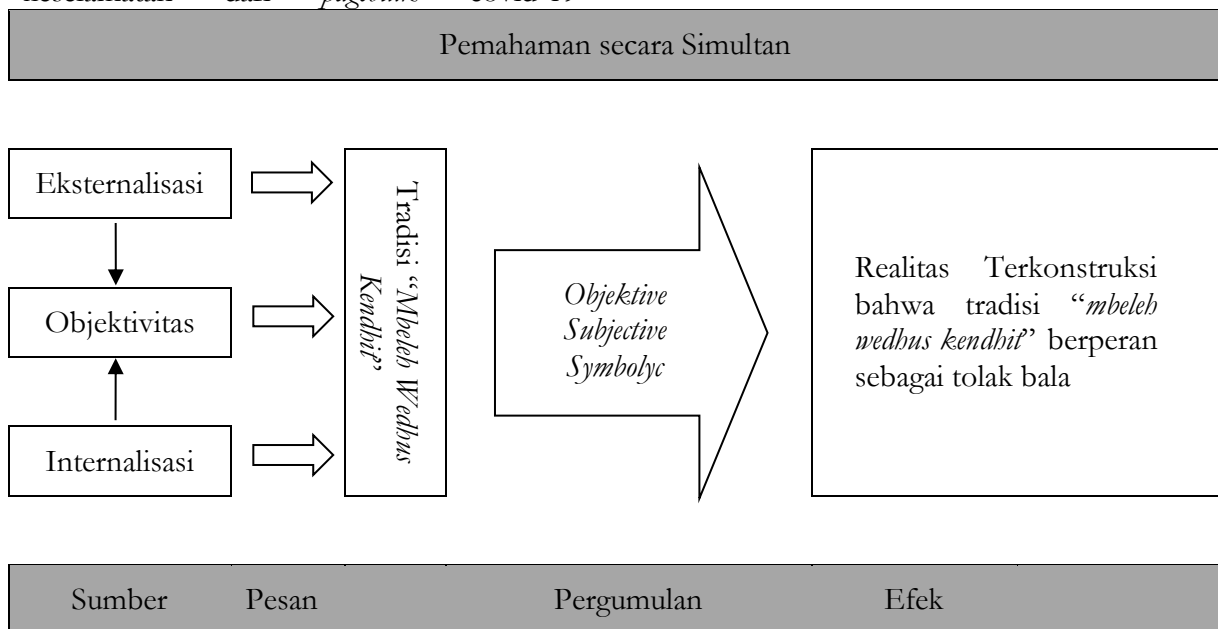 Pemahaman secara Simultan
Eksternalisasi
Objektivitas
Internalisasi
Tradisi “Mbeleh Wedhus
Kendhit”
Objektive
Subjective
Symbolyc
Realitas Terkonstruksi
bahwa tradisi “mbeleh
wedhus kendhit” berperan
sebagai tolak bala
Sumber Pesan Pergumulan Efek